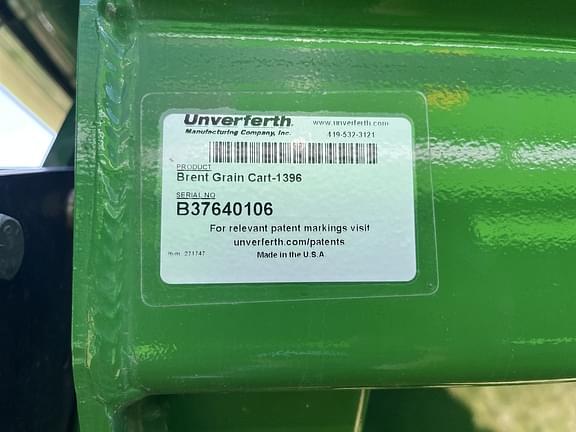 Unverferth www.unverferth.com
Manufacturing Company, Inc. 419-532-3121
PRODUCT
Brent Grain Cart-1396
SERIAL NO
B37640106
For relevant patent markings visit
unverferth.com/patents
Made in the U.S.A